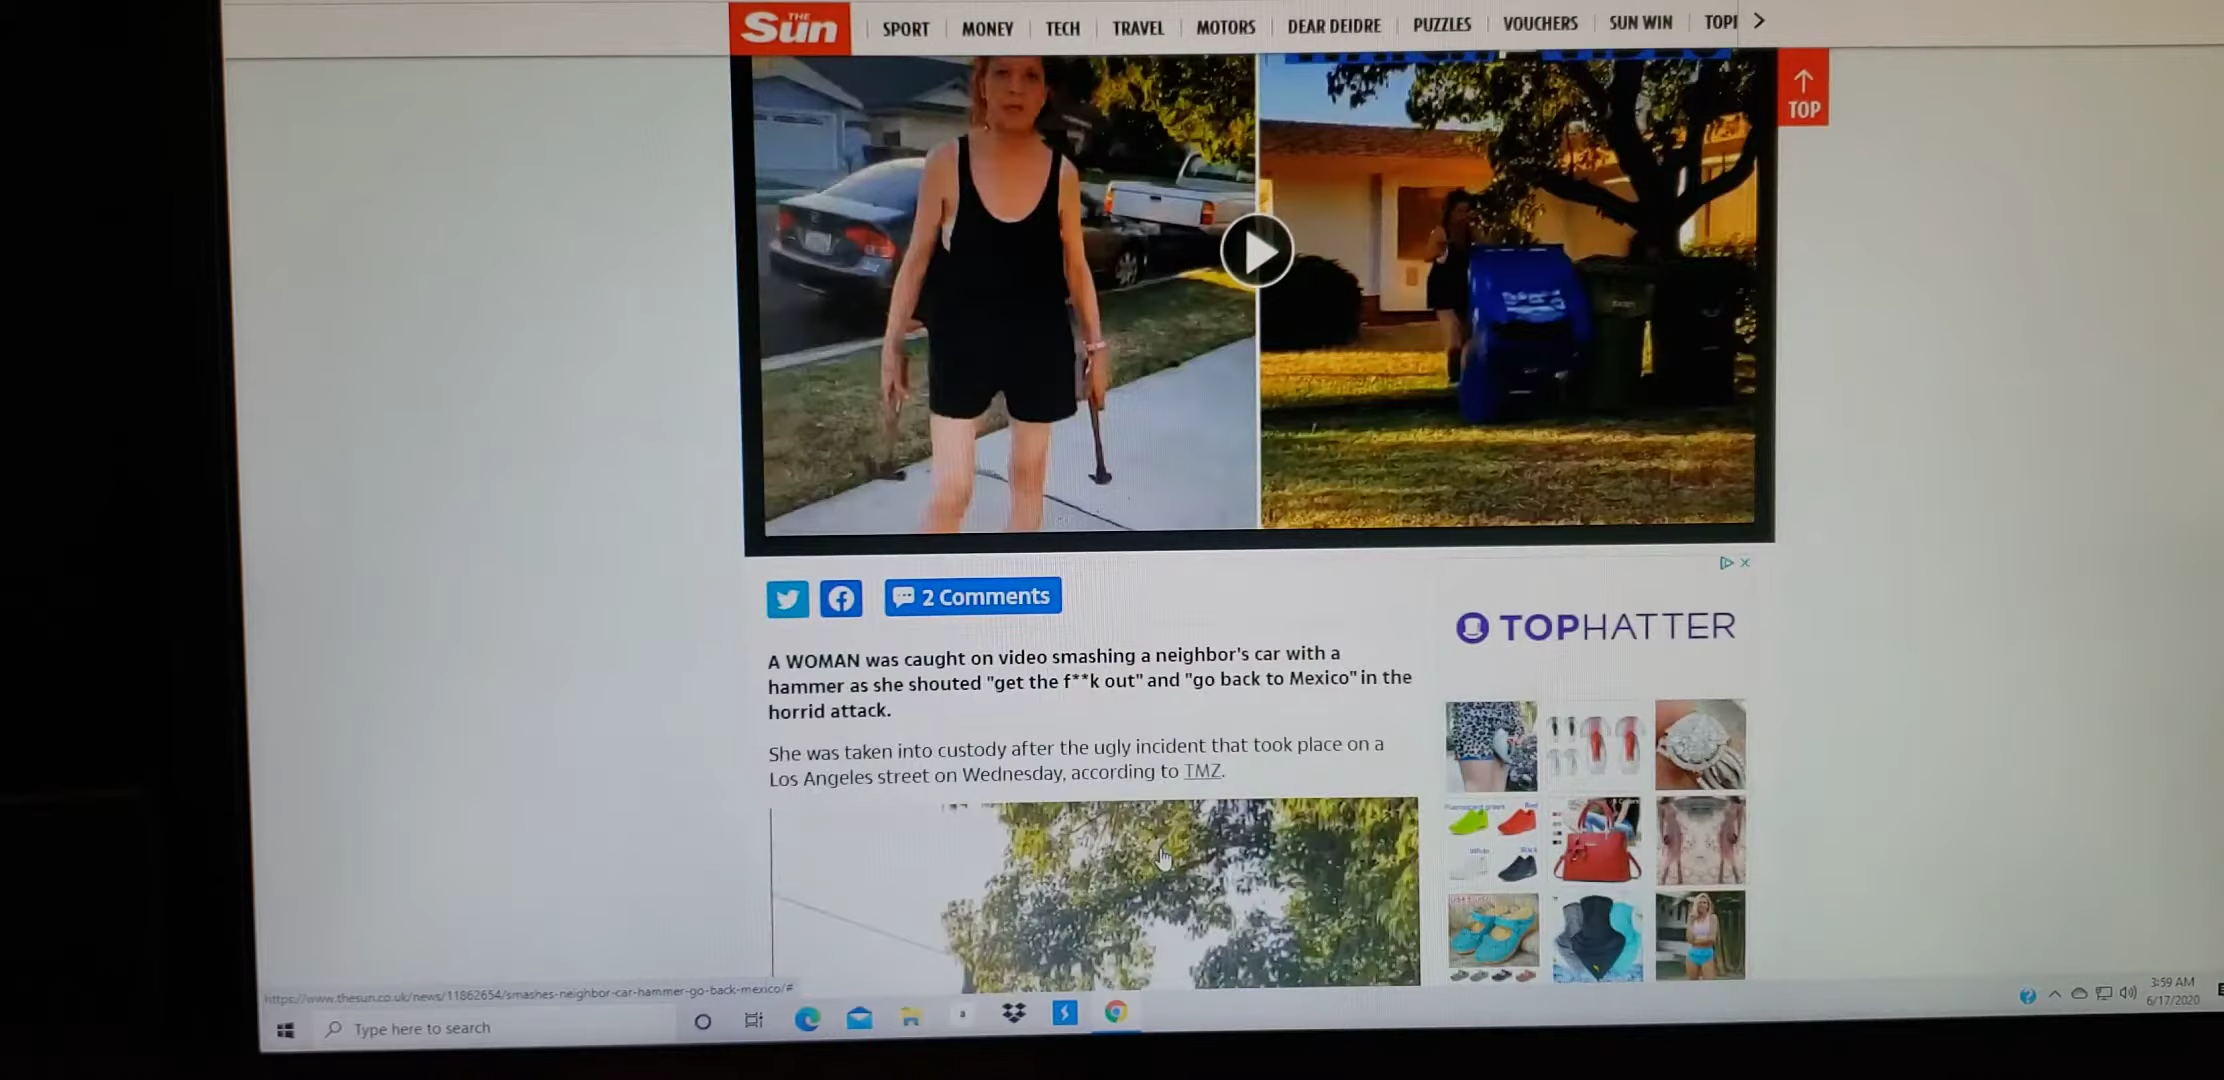 THE
Sun
SPORT
MONEY
TECH
TRAVEL
MOTORS
DEAR DEIDRE
PUZZLES
VOUCHERS
SUN WIN
TOPI
TOP
2 Comments
TOPHATTER
A WOMAN was caught on video smashing a neighbor's car with a
hammer as she shouted "get the f**k out" and "go back to Mexico" in the
horrid attack.
She was taken into custody after the ugly incident that took place on a
Los Angeles street on Wednesday, according to TMZ.
https://www.thesun.co.uk/news/11862654/smashes-neighbor-car-hammer-go-back-mexico/#
Type here to search
a
3:59 AM
6/17/2020